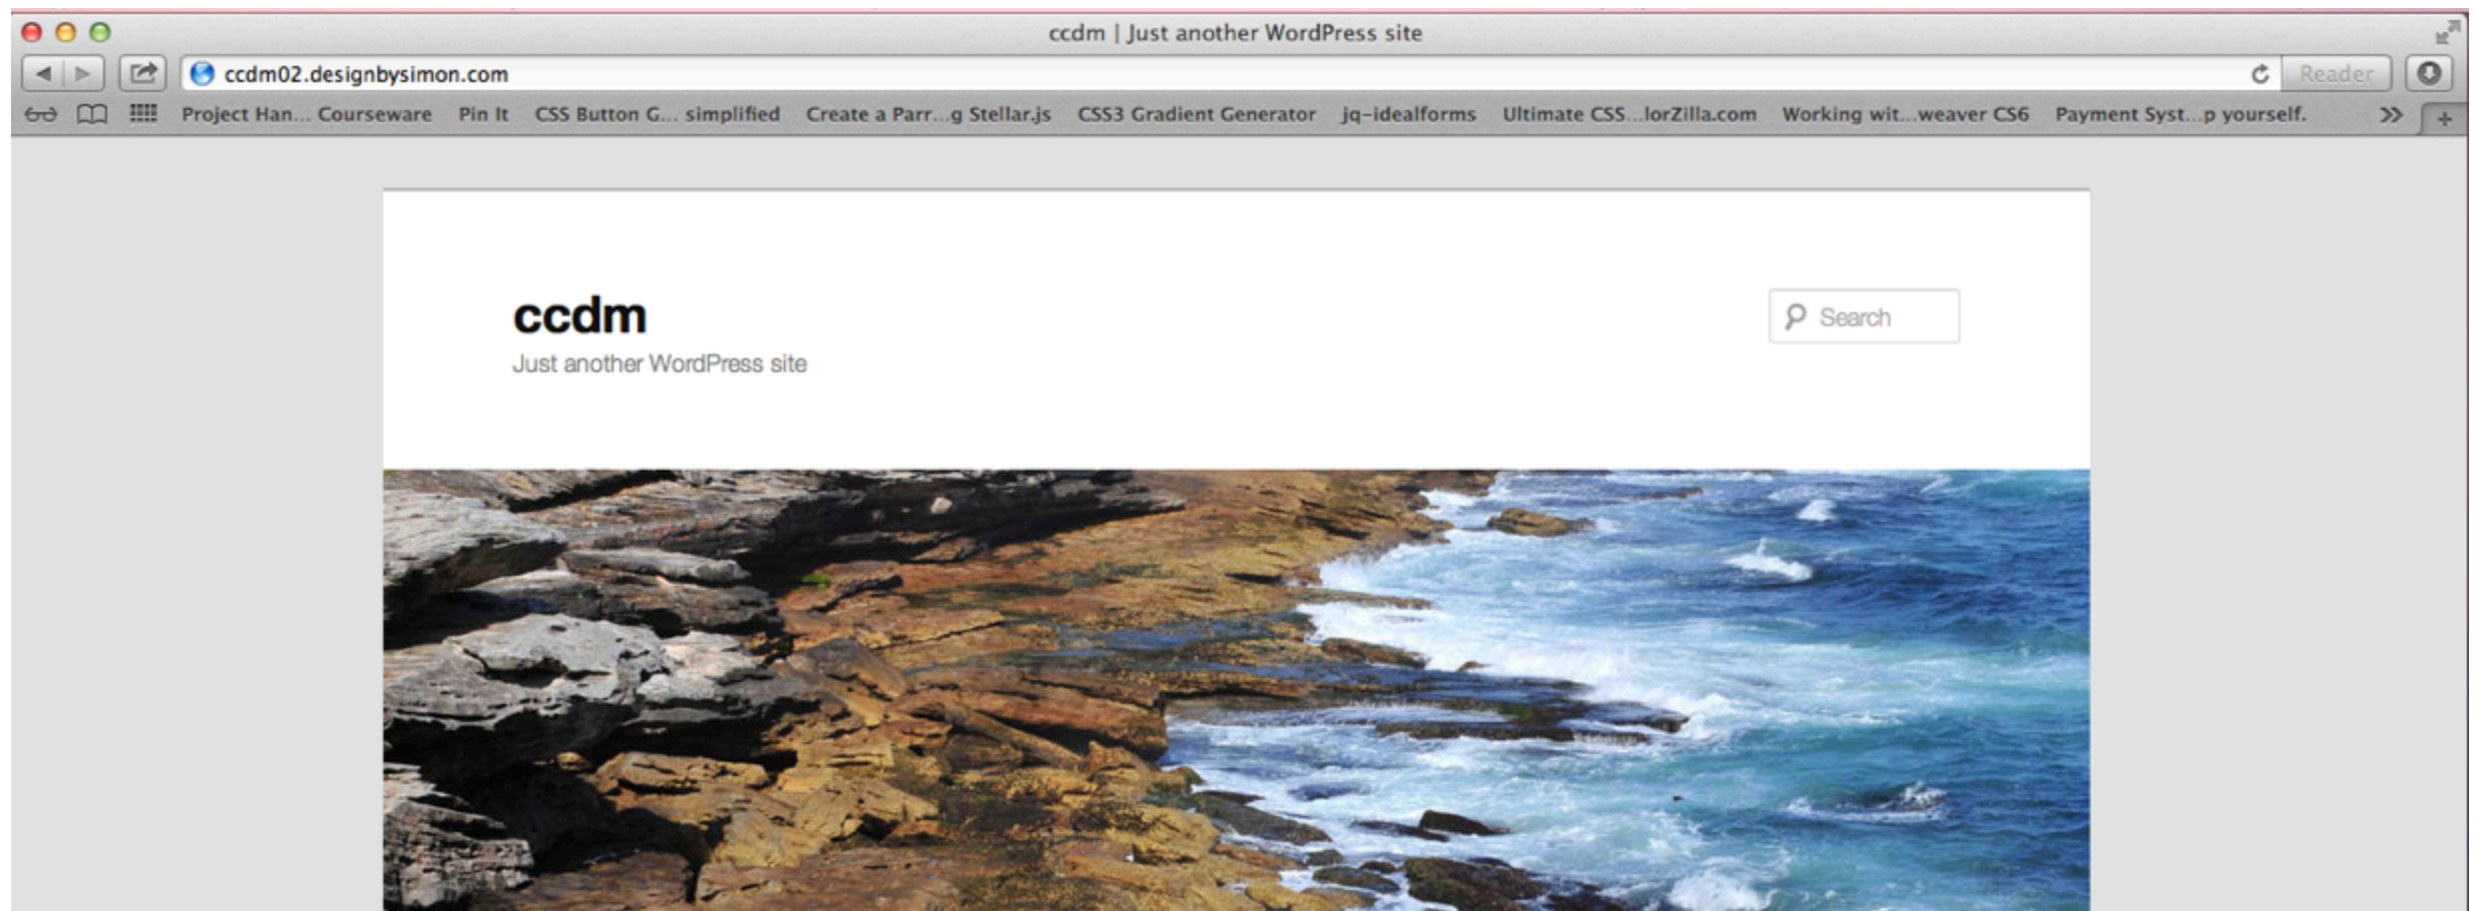 ccdm | Just another WordPress site
ccdm02.designbysimon.com Reader
Project Han... Courseware Pin It CSS Button G... simplified Create a Parr...g Stellar.js CSS3 Gradient Generator jq-idealforms Ultimate CSS...lorZilla.com Working wit...weaver CS6 Payment Syst...p yourself.
ccdm
Search
Just another WordPress site